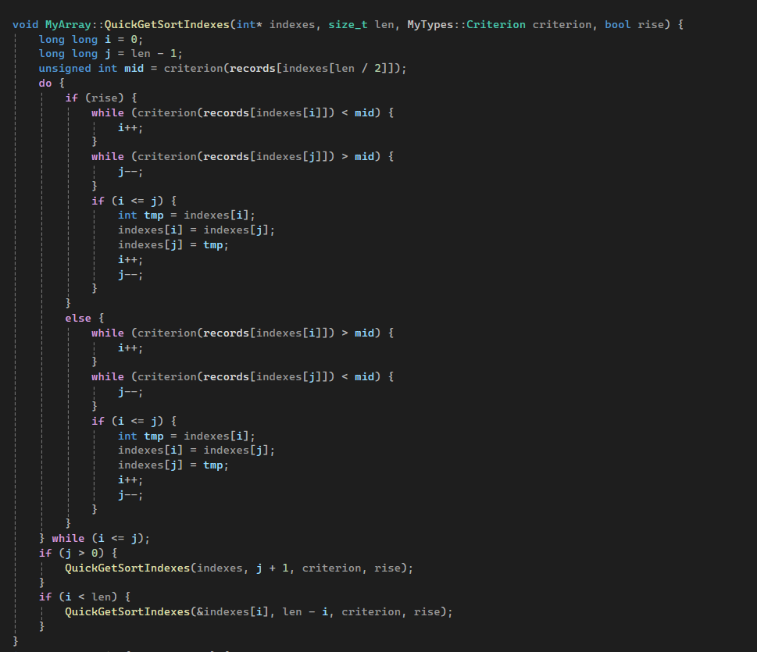 void MyArray::QuickGetSortIndexes(int* indexes, size_t len, MyTypes::Criterion criterion, bool rise) {
    long long i = 0;
    long long j = len - 1;
    unsigned int mid = criterion(records[indexes[len / 2]]);
    do {
        if (rise) {
            while (criterion(records[indexes[i]]) < mid) {
                i++;
            }
            while (criterion(records[indexes[j]]) > mid) {
                j--;
            }
            if (i <= j) {
                int tmp = indexes[i];
                indexes[i] = indexes[j];
                indexes[j] = tmp;
                i++;
                j--;
            }
        }
        else {
            while (criterion(records[indexes[i]]) > mid) {
                i++;
            }
            while (criterion(records[indexes[j]]) < mid) {
                j--;
            }
            if (i <= j) {
                int tmp = indexes[i];
                indexes[i] = indexes[j];
                indexes[j] = tmp;
                i++;
                j--;
            }
        }
    } while (i <= j);
    if (j > 0) {
        QuickGetSortIndexes(indexes, j + 1, criterion, rise);
    }
    if (i < len) {
        QuickGetSortIndexes(&indexes[i], len - i, criterion, rise);
    }
}